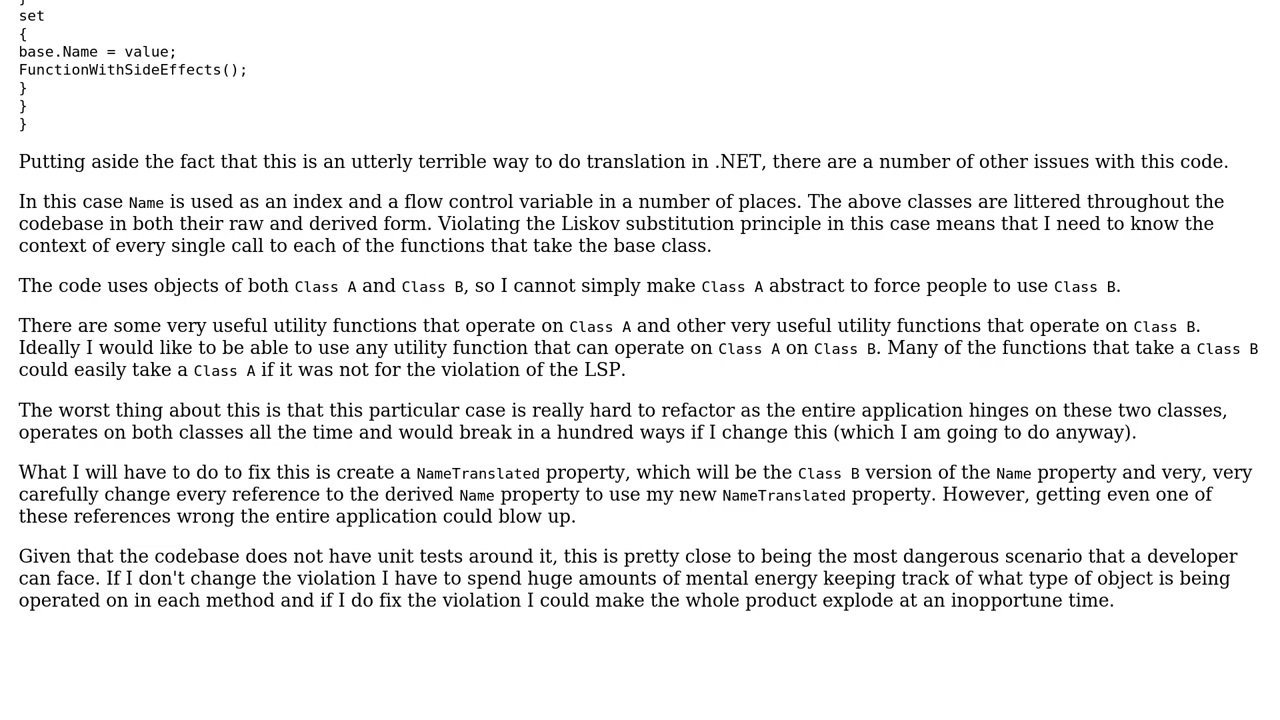 }
set
{
base.Name = value;
FunctionWithSideEffects();
}
}
}
Putting aside the fact that this is an utterly terrible way to do translation in .NET, there are a number of other issues with this code.
In this case Name is used as an index and a flow control variable in a number of places. The above classes are littered throughout the
codebase in both their raw and derived form. Violating the Liskov substitution principle in this case means that I need to know the
context of every single call to each of the functions that take the base class.
The code uses objects of both Class A and Class B, so I cannot simply make Class A abstract to force people to use Class B.
There are some very useful utility functions that operate on Class A and other very useful utility functions that operate on Class B.
Ideally I would like to be able to use any utility function that can operate on Class A on Class B. Many of the functions that take a Class B
could easily take a Class A if it was not for the violation of the LSP.
The worst thing about this is that this particular case is really hard to refactor as the entire application hinges on these two classes,
operates on both classes all the time and would break in a hundred ways if I change this (which I am going to do anyway).
What I will have to do to fix this is create a NameTranslated property, which will be the Class B version of the Name property and very, very
carefully change every reference to the derived Name property to use my new NameTranslated property. However, getting even one of
these references wrong the entire application could blow up.
Given that the codebase does not have unit tests around it, this is pretty close to being the most dangerous scenario that a developer
can face. If I don't change the violation I have to spend huge amounts of mental energy keeping track of what type of object is being
operated on in each method and if I do fix the violation I could make the whole product explode at an inopportune time.